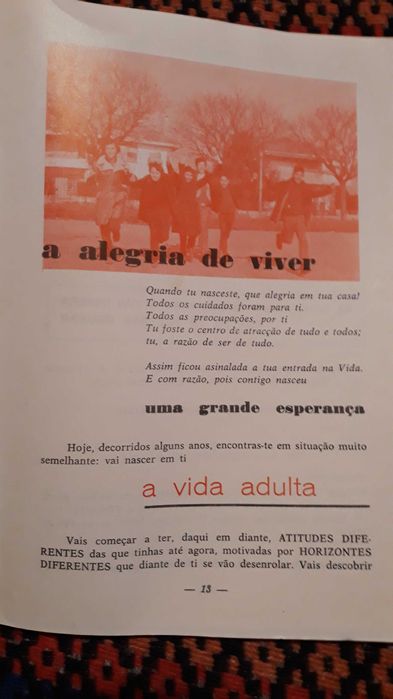 a alegria de viver
Quando tu nasceste, que alegria em tua casa!
Todos os cuidados foram para ti.
Todos as preocupações, por ti
Tu foste o centro de atracção de tudo e todos;
tu, a razão de ser de tudo.
Assim ficou asinalada a tua entrada na Vida.
E com razão, pois contigo nasceu
uma grande esperança
Hoje, decorridos alguns anos, encontras-te em situação muito
semelhante: vai nascer em ti
a vida adulta
Vais começar a ter, daqui em diante, ATITUDES DIFE-
RENTES das que tinhas até agora, motivadas por HORIZONTES
DIFERENTES que diante de ti se vão desenrolar. Vais descobrir
— 13 —